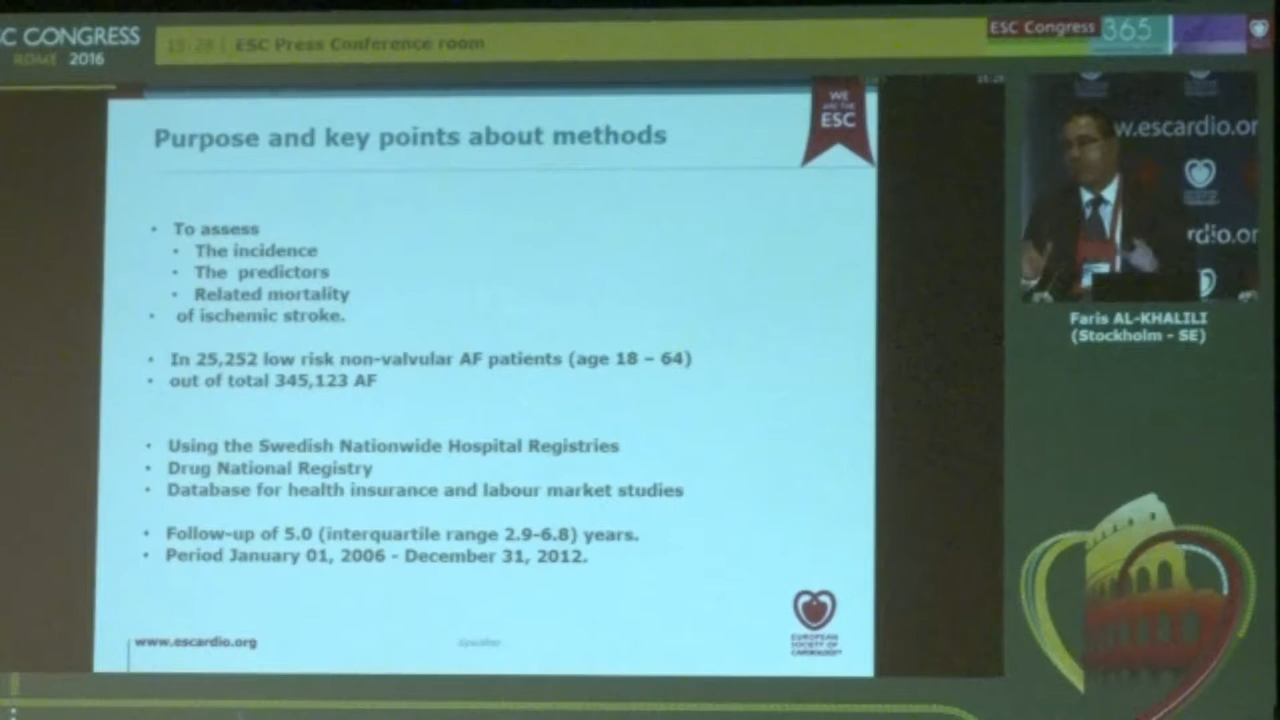 C CONGRESS
ROME 2016
15:28 | ESC Press Conference room
ESC Congress
365
WE
ARE THE
ESC
Purpose and key points about methods
• To assess
• The incidence
• The predictors
• Related mortality
• of ischemic stroke.
• In 25,252 low risk non-valvular AF patients (age 18 – 64)
• out of total 345,123 AF
• Using the Swedish Nationwide Hospital Registries
• Drug National Registry
• Database for health insurance and labour market studies
• Follow-up of 5.0 (interquartile range 2.9-6.8) years.
• Period January 01, 2006 - December 31, 2012.
www.escardio.org
Speaker
EUROPEAN
SOCIETY OF
CARDIOLOGY
w.escardio.or
rdio.or
Faris AL-KHALILI
(Stockholm - SE)